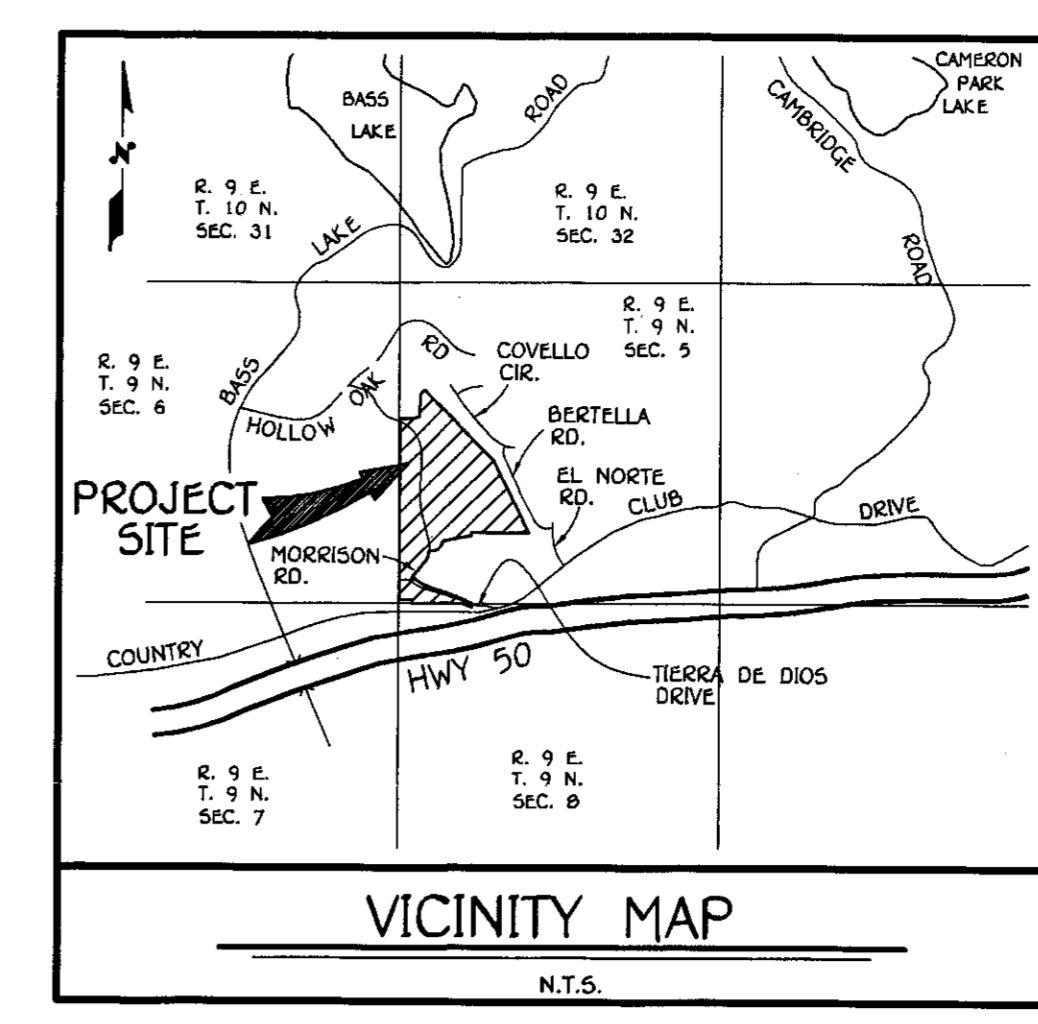 CAMERON
PARK
LAKE
BASS
LAKE
ROAD
CAMBRIDGE
ROAD
N
R. 9 E.
T. 10 N.
SEC. 31
R. 9 E.
T. 10 N.
SEC. 32
LAKE
BASS
R. 9 E.
T. 9 N.
SEC. 5
R. 9 E.
T. 9 N.
SEC. 6
HOLLOW
OAK
RD
COVELLO
CIR.
BERTELLA
RD.
EL NORTE
RD.
CLUB
DRIVE
PROJECT
SITE
MORRISON
RD.
COUNTRY
HWY 50
TIERRA DE DIOS
DRIVE
R. 9 E.
T. 9 N.
SEC. 7
R. 9 E.
T. 9 N.
SEC. 8
VICINITY MAP
N.T.S.